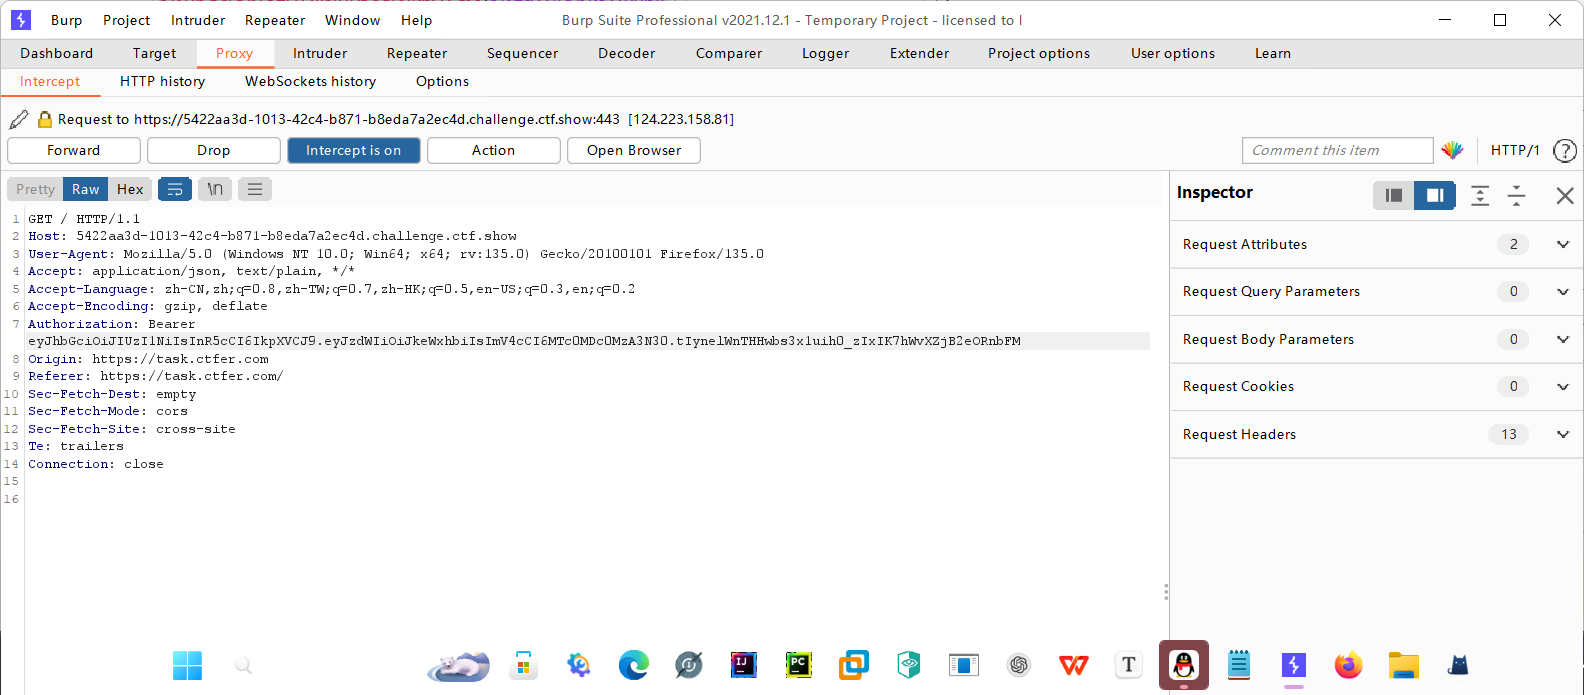 Burp Project Intruder Repeater Window Help Burp Suite Professional v2021.12.1 - Temporary Project - licensed to l
Dashboard Target Proxy Intruder Repeater Sequencer Decoder Comparer Logger Extender Project options User options Learn
Intercept HTTP history WebSockets history Options
Request to https://5422aa3d-1013-42c4-b871-b8eda7a2ec4d.challenge.ctf.show:443 [124.223.158.81]
Forward Drop Intercept is on Action Open Browser Comment this item HTTP/1 ?
Pretty Raw Hex \n
Inspector
1 GET / HTTP/1.1
2 Host: 5422aa3d-1013-42c4-b871-b8eda7a2ec4d.challenge.ctf.show
3 User-Agent: Mozilla/5.0 (Windows NT 10.0; Win64; x64; rv:135.0) Gecko/20100101 Firefox/135.0
4 Accept: application/json, text/plain, */*
5 Accept-Language: zh-CN,zh;q=0.8,zh-TW;q=0.7,zh-HK;q=0.5,en-US;q=0.3,en;q=0.2
6 Accept-Encoding: gzip, deflate
7 Authorization: Bearer
eyJhbGciOiJIUzI1NiIsInR5cCI6IkpXVCJ9.eyJzdWIiOiJkeWxhbiIsImV4cCI6MTc0MDc0MzA3N30.tIynelWnTHHwbs3x1uih0_zIxIK7hWvXZjB2eORnbFM
8 Origin: https://task.ctfer.com
9 Referer: https://task.ctfer.com/
10 Sec-Fetch-Dest: empty
11 Sec-Fetch-Mode: cors
12 Sec-Fetch-Site: cross-site
13 Te: trailers
14 Connection: close
15
16
Request Attributes 2
Request Query Parameters 0
Request Body Parameters 0
Request Cookies 0
Request Headers 13
IJ PC W T